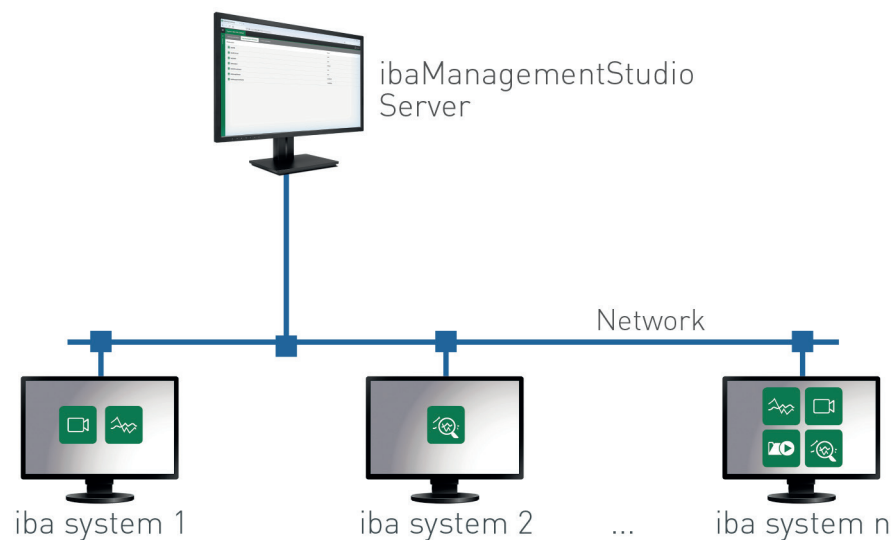 ibaManagementStudio
Server
Network
iba system 1
iba system 2
...
iba system n